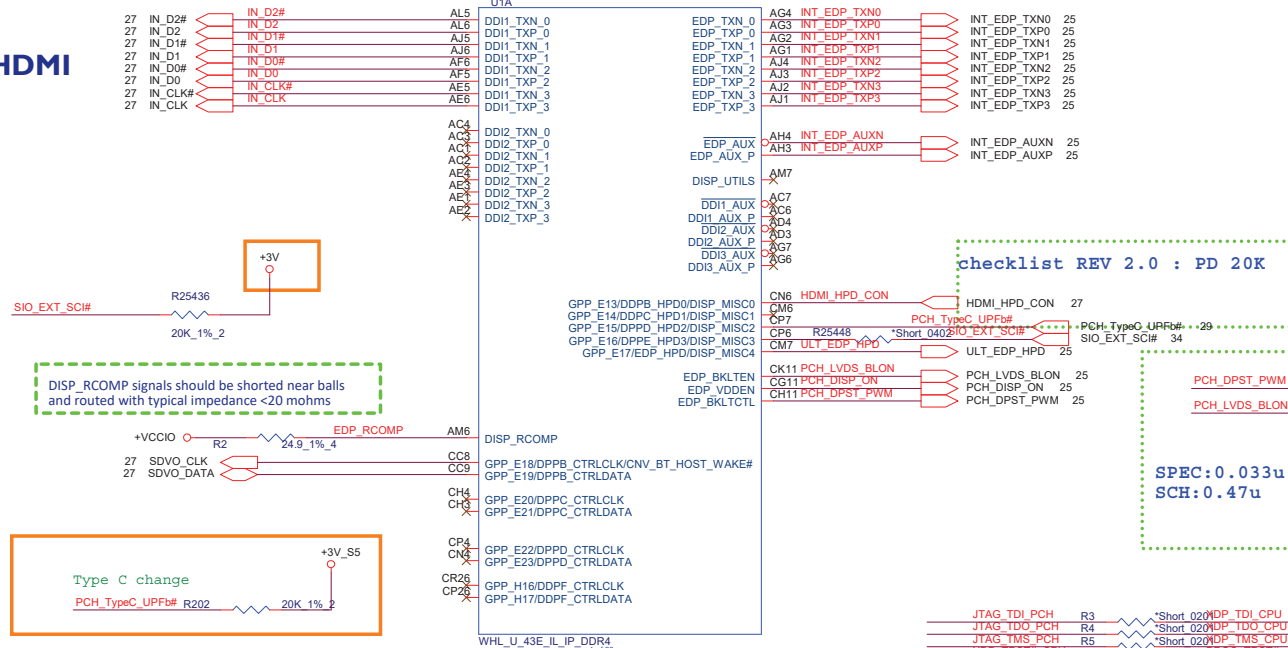 U1A
HDMI
27 IN_D2# IN_D2# AL5 DDI1_TXN_0
27 IN_D2 IN_D2 AL6 DDI1_TXP_0
27 IN_D1# IN_D1# AJ5 DDI1_TXN_1
27 IN_D1 IN_D1 AJ6 DDI1_TXP_1
27 IN_D0# IN_D0# AF6 DDI1_TXN_2
27 IN_D0 IN_D0 AF5 DDI1_TXP_2
27 IN_CLK# IN_CLK# AE5 DDI1_TXN_3
27 IN_CLK IN_CLK AE6 DDI1_TXP_3
AC4 DDI2_TXN_0
AC3 DDI2_TXP_0
AC1 DDI2_TXN_1
AC2 DDI2_TXP_1
AE4 DDI2_TXN_2
AE3 DDI2_TXP_2
AE1 DDI2_TXN_3
AE2 DDI2_TXP_3
EDP_TXN_0 AG4 INT_EDP_TXN0 INT_EDP_TXN0 25
EDP_TXP_0 AG3 INT_EDP_TXP0 INT_EDP_TXP0 25
EDP_TXN_1 AG2 INT_EDP_TXN1 INT_EDP_TXN1 25
EDP_TXP_1 AG1 INT_EDP_TXP1 INT_EDP_TXP1 25
EDP_TXN_2 AJ4 INT_EDP_TXN2 INT_EDP_TXN2 25
EDP_TXP_2 AJ3 INT_EDP_TXP2 INT_EDP_TXP2 25
EDP_TXN_3 AJ2 INT_EDP_TXN3 INT_EDP_TXN3 25
EDP_TXP_3 AJ1 INT_EDP_TXP3 INT_EDP_TXP3 25
EDP_AUX AH4 INT_EDP_AUXN INT_EDP_AUXN 25
EDP_AUX_P AH3 INT_EDP_AUXP INT_EDP_AUXP 25
DISP_UTILS AM7
DDI1_AUX AC7
DDI1_AUX_P AC6
DDI2_AUX AD4
DDI2_AUX_P AD3
DDI3_AUX AG7
DDI3_AUX_P AG6
checklist REV 2.0 : PD 20K
+3V
SIO_EXT_SCI# R25436
20K_1%_2
GPP_E13/DDPB_HPD0/DISP_MISC0 CN6 HDMI_HPD_CON HDMI_HPD_CON 27
GPP_E14/DDPC_HPD1/DISP_MISC1 CM6
GPP_E15/DDPD_HPD2/DISP_MISC2 CP7 PCH_TypeC_UPFb# PCH_TypeC_UPFb# 29
GPP_E16/DPPE_HPD3/DISP_MISC3 CP6 R25448 *Short_0402 SIO_EXT_SCI# SIO_EXT_SCI# 34
GPP_E17/EDP_HPD/DISP_MISC4 CM7 ULT_EDP_HPD ULT_EDP_HPD 25
EDP_BKLTEN CK11 PCH_LVDS_BLON PCH_LVDS_BLON 25
EDP_VDDEN CG11 PCH_DISP_ON PCH_DISP_ON 25
EDP_BKLTCTL CH11 PCH_DPST_PWM PCH_DPST_PWM 25
PCH_DPST_PWM
PCH_LVDS_BLON
SPEC:0.033u
SCH:0.47u
DISP_RCOMP signals should be shorted near balls
and routed with typical impedance <20 mohms
+VCCIO R2 24.9_1%_4 EDP_RCOMP AM6 DISP_RCOMP
27 SDVO_CLK CC8 GPP_E18/DPPB_CTRLCLK/CNV_BT_HOST_WAKE#
27 SDVO_DATA CC9 GPP_E19/DPPB_CTRLDATA
CH4 GPP_E20/DPPC_CTRLCLK
CH3 GPP_E21/DPPC_CTRLDATA
CP4 GPP_E22/DPPD_CTRLCLK
CN4 GPP_E23/DPPD_CTRLDATA
CR26 GPP_H16/DDPF_CTRLCLK
CP26 GPP_H17/DDPF_CTRLDATA
+3V_S5
Type C change
PCH_TypeC_UPFb# R202 20K_1%_2
WHL_U_43E_IL_IP_DDR4
JTAG_TDI_PCH R3 *Short_0201 XDP_TDI_CPU
JTAG_TDO_PCH R4 *Short_0201 XDP_TDO_CPU
JTAG_TMS_PCH R5 *Short_0201 XDP_TMS_CPU